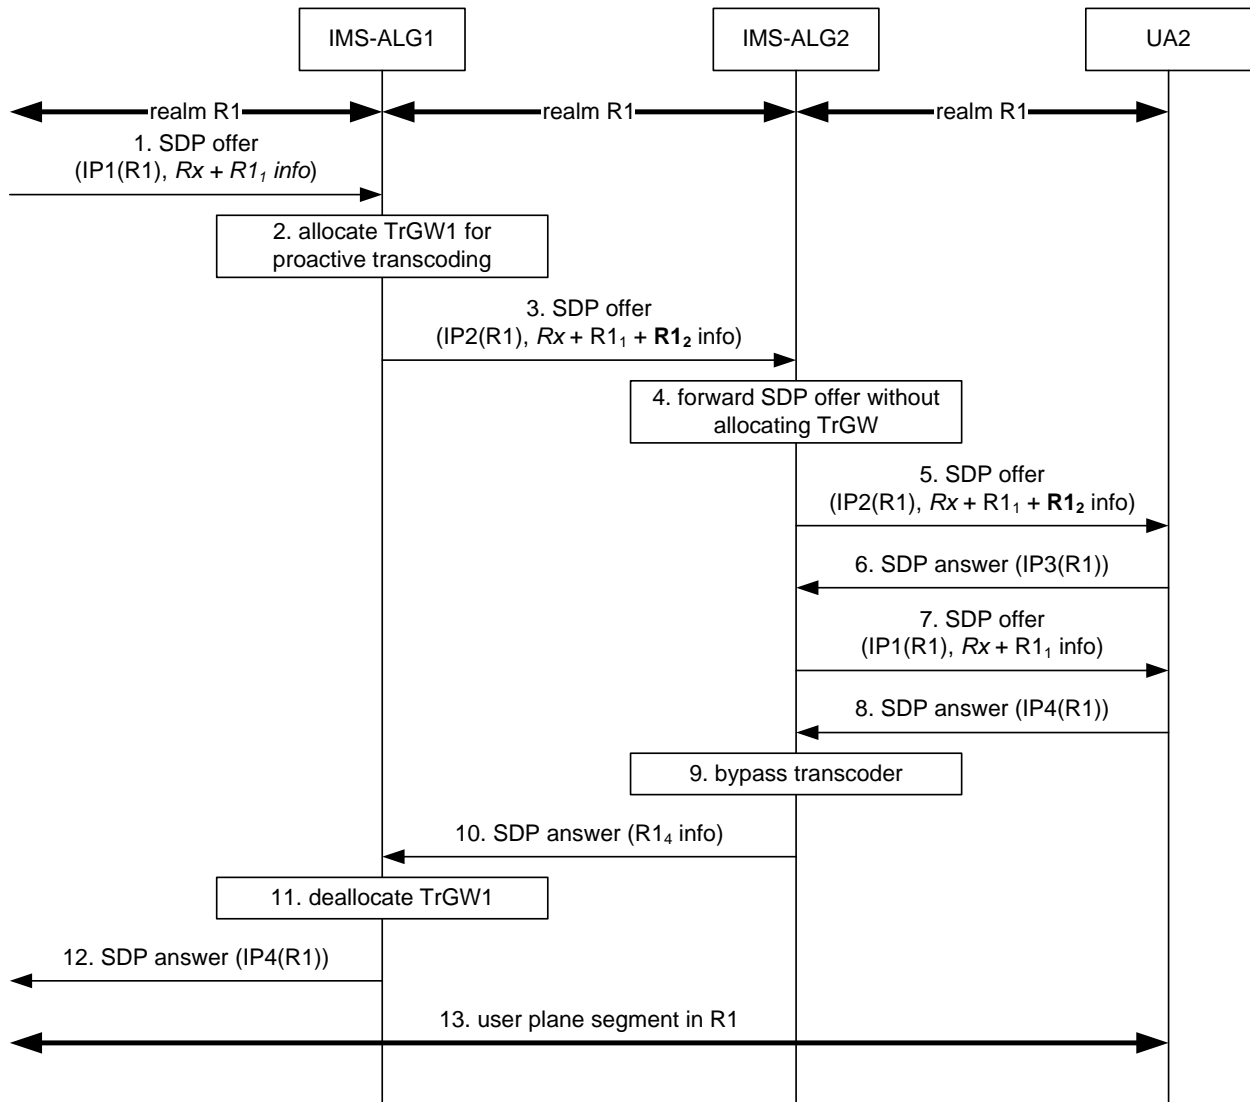 IMS-ALG1
IMS-ALG2
UA2
realm R1
realm R1
realm R1
1. SDP offer
(IP1(R1), Rx + R1₁ info)
2. allocate TrGW1 for
proactive transcoding
3. SDP offer
(IP2(R1), Rx + R1₁ + R1₂ info)
4. forward SDP offer without
allocating TrGW
5. SDP offer
(IP2(R1), Rx + R1₁ + R1₂ info)
6. SDP answer (IP3(R1))
7. SDP offer
(IP1(R1), Rx + R1₁ info)
8. SDP answer (IP4(R1))
9. bypass transcoder
10. SDP answer (R1₄ info)
11. deallocate TrGW1
12. SDP answer (IP4(R1))
13. user plane segment in R1